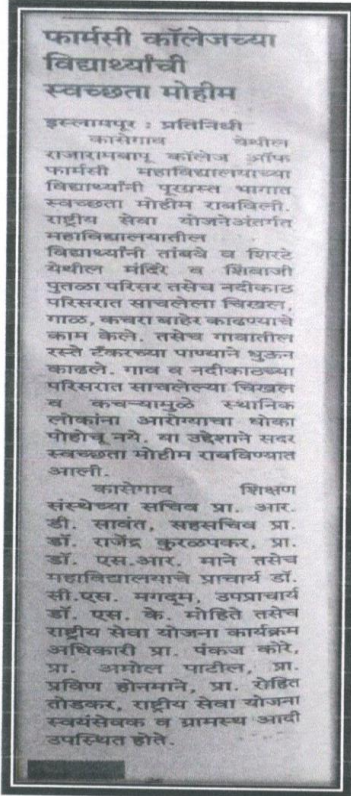 फार्मसी कॉलेजच्या
विद्यार्थ्यांची
स्वच्छता मोहीम
इस्लामपूर : प्रतिनिधी
कासेगाव येथील
राजारामबापू कॉलेज ऑफ
फार्मसी महाविद्यालयाच्या
विद्यार्थ्यांनी पूरग्रस्त भागात
स्वच्छता मोहीम राबविली.
राष्ट्रीय सेवा योजनेअंतर्गत
महाविद्यालयातील
विद्यार्थ्यांनी तांबवे व शिरटे
येथील मंदिरे व शिवाजी
पुतळा परिसर तसेच नदीकाठ
परिसरात साचलेला चिखल,
गाळ, कचरा बाहेर काढण्याचे
काम केले. तसेच गावातील
रस्ते टँकरच्या पाण्याने धुऊन
काढले. गाव व नदीकाठच्या
परिसरात साचलेल्या चिखल
व कचऱ्यामुळे स्थानिक
लोकांना आरोग्याचा धोका
पोहोचू नये. या उद्देशाने सदर
स्वच्छता मोहीम राबविण्यात
आली.
कासेगाव शिक्षण
संस्थेच्या सचिव प्रा. आर.
डी. सावंत, सहसचिव प्रा.
डॉ. राजेंद्र कुरळपकर, प्रा.
डॉ. एस.आर. माने तसेच
महाविद्यालयाचे प्राचार्य डॉ.
सी.एस. मगदूम, उपप्राचार्य
डॉ. एस. के. मोहिते तसेच
राष्ट्रीय सेवा योजना कार्यक्रम
अधिकारी प्रा. पंकज कोरे,
प्रा. अमोल पाटील, प्रा.
प्रविण होनमाने, प्रा. रोहित
तोडकर, राष्ट्रीय सेवा योजना
स्वयंसेवक व ग्रामस्थ आदी
उपस्थित होते.